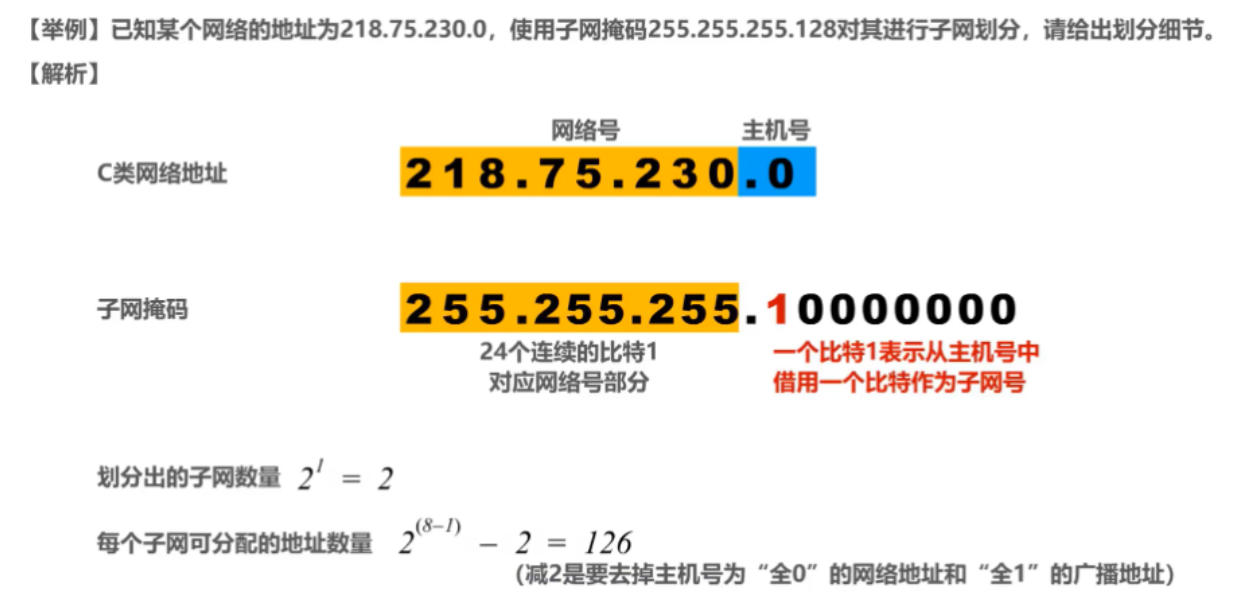 【举例】已知某个网络的地址为218.75.230.0，使用子网掩码255.255.255.128对其进行子网划分，请给出划分细节。
【解析】
网络号 主机号
C类网络地址 218.75.230.0
子网掩码 255.255.255.10000000
24个连续的比特1 一个比特1表示从主机号中
对应网络号部分 借用一个比特作为子网号
划分出的子网数量 2^1 = 2
每个子网可分配的地址数量 2^(8−1) − 2 = 126
(减2是要去掉主机号为“全0”的网络地址和“全1”的广播地址)